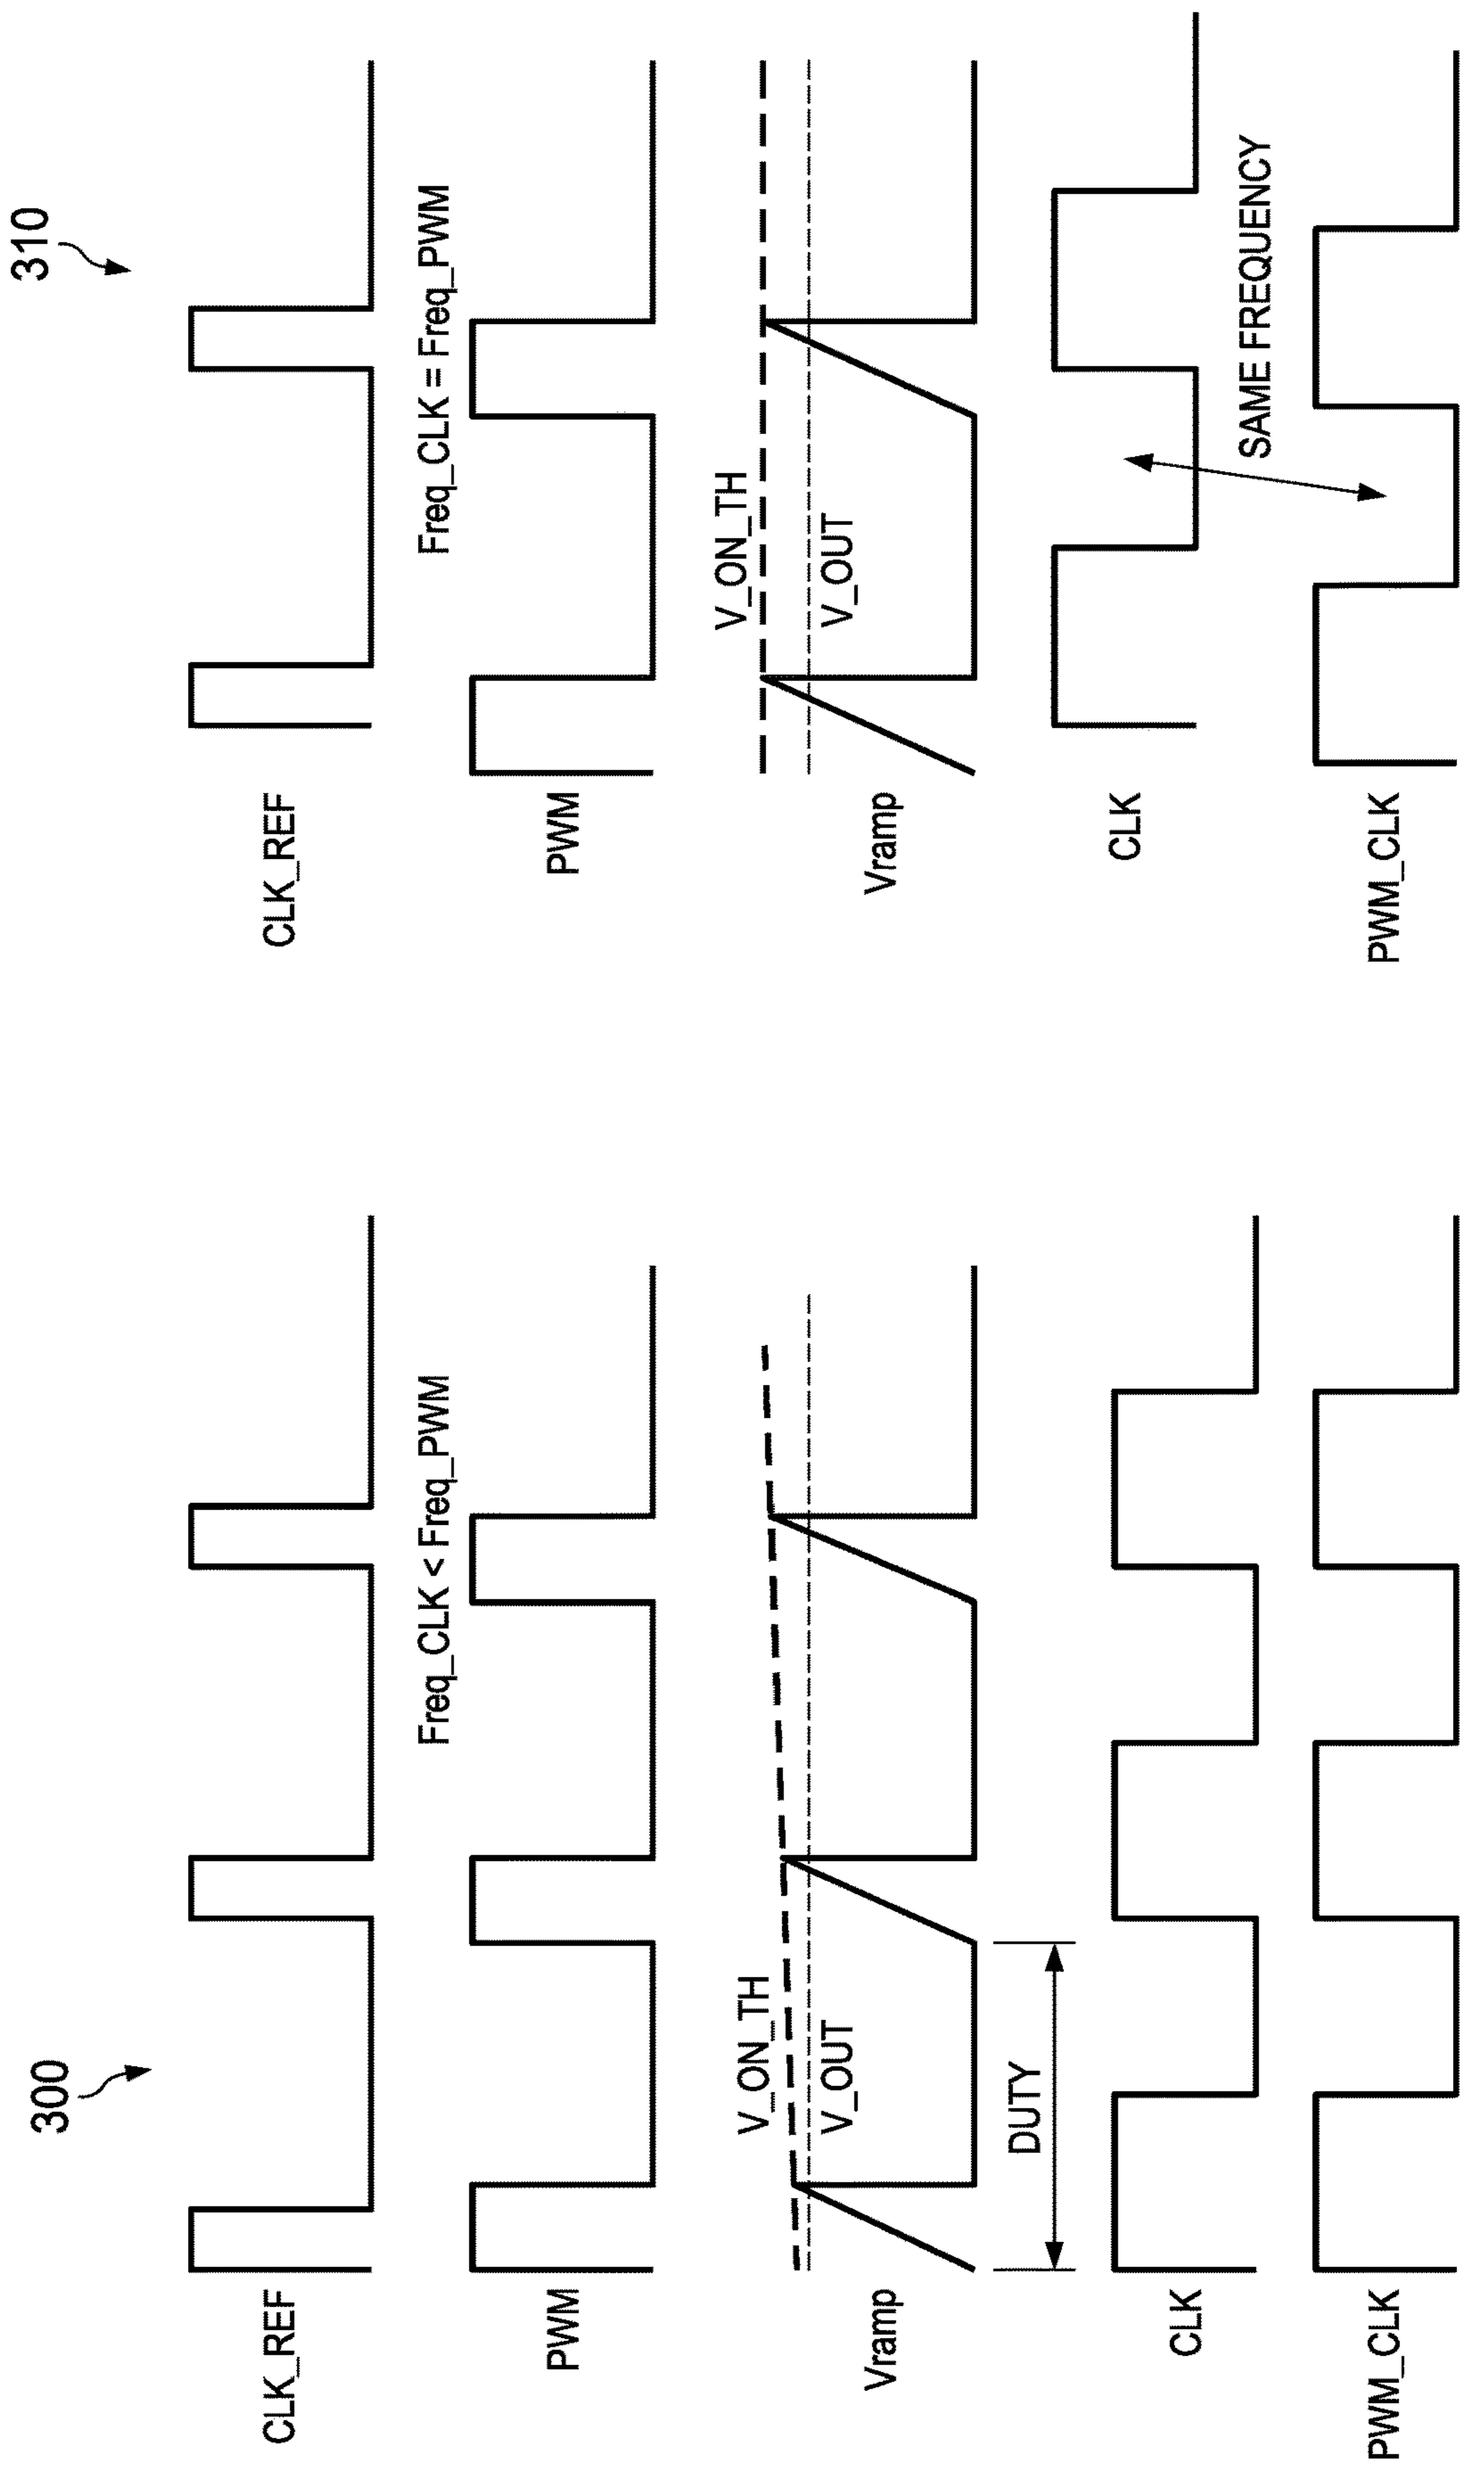 300
CLK_REF
Freq_CLK < Freq_PWM
PWM
V_ON_TH
V_OUT
Vramp
DUTY
CLK
PWM_CLK
310
CLK_REF
Freq_CLK = Freq_PWM
PWM
V_ON_TH
V_OUT
Vramp
CLK
SAME FREQUENCY
PWM_CLK